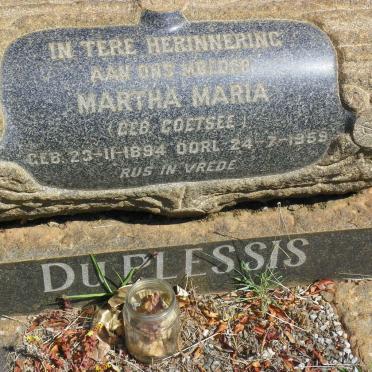 IN TERE HERINNERING
AAN ONS MOEDER
MARTHA MARIA
(GEB. COETSEE)
GEB. 23-11-1894 OORL. 24-7-1959
RUS IN VREDE
DU PLESSIS